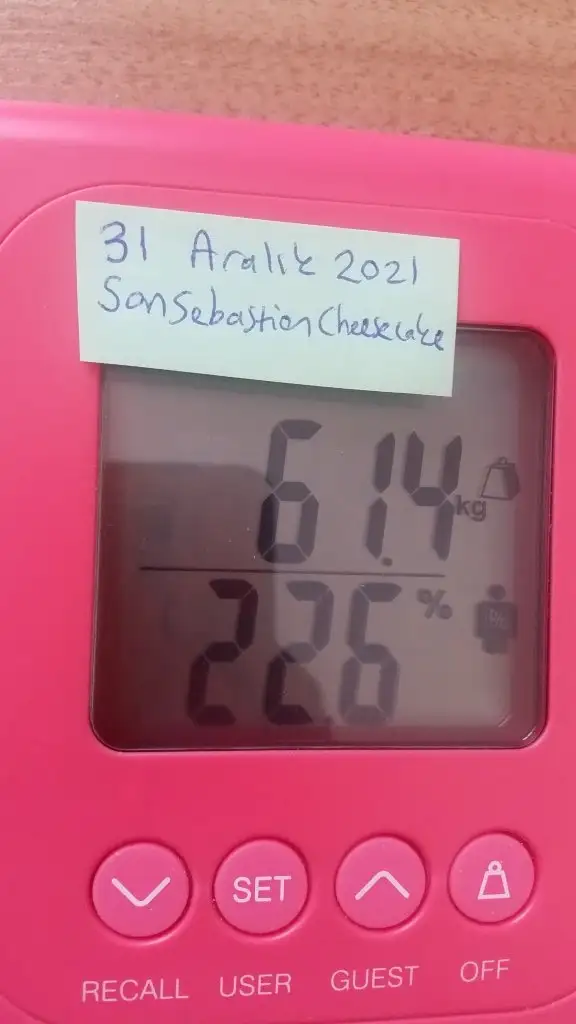 31 Aralık 2021
SanSebastian Cheesecake
61.4 kg
22.6 %
SET
RECALL USER GUEST OFF